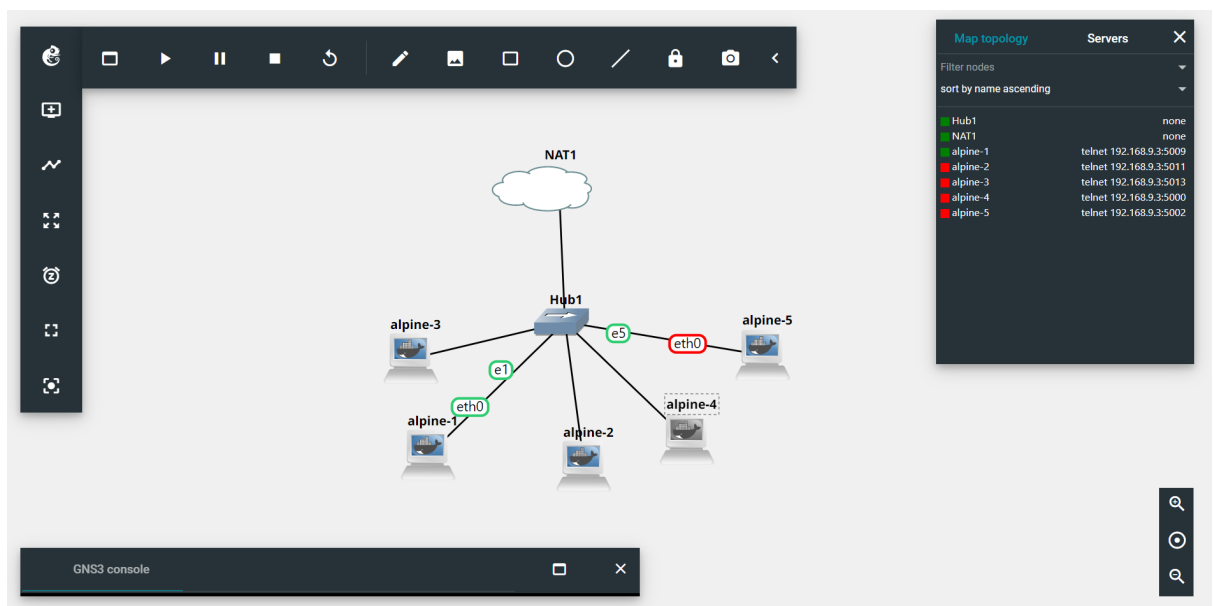 Map topology Servers
Filter nodes
sort by name ascending
Hub1 none
NAT1 none
alpine-1 telnet 192.168.9.3:5009
alpine-2 telnet 192.168.9.3:5011
alpine-3 telnet 192.168.9.3:5013
alpine-4 telnet 192.168.9.3:5000
alpine-5 telnet 192.168.9.3:5002
NAT1
Hub1
alpine-3
alpine-5
e5
eth0
e1
eth0
alpine-4
alpine-1
alpine-2
GNS3 console